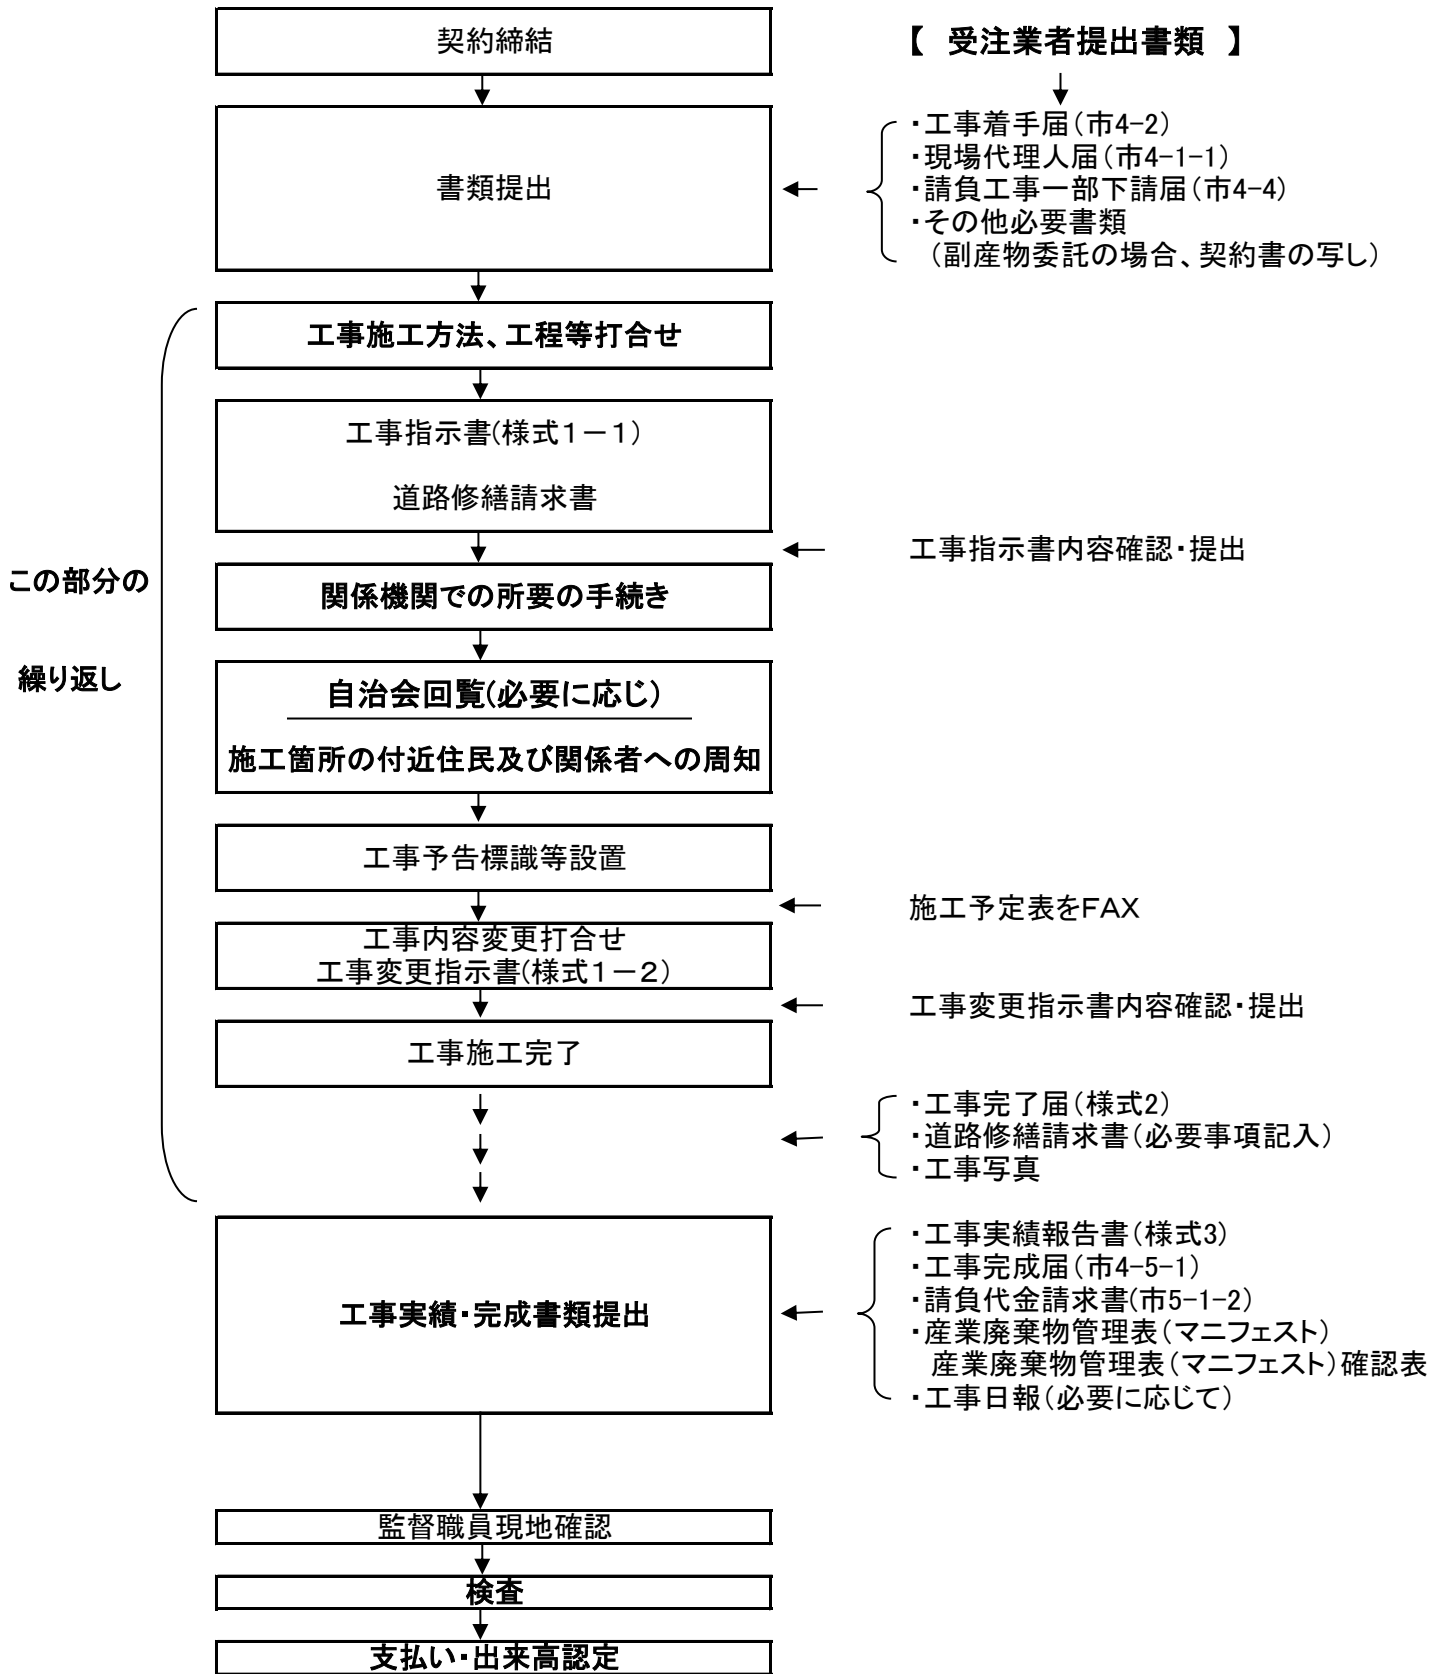 契約締結
【 受注業者提出書類 】
書類提出
・工事着手届(市4-2)
・現場代理人届(市4-1-1)
・請負工事一部下請届(市4-4)
・その他必要書類
(副産物委託の場合、契約書の写し)
工事施工方法、工程等打合せ
工事指示書(様式1-1)
道路修繕請求書
工事指示書内容確認・提出
この部分の
繰り返し
関係機関での所要の手続き
自治会回覧(必要に応じ)
施工箇所の付近住民及び関係者への周知
工事予告標識等設置
施工予定表をFAX
工事内容変更打合せ
工事変更指示書(様式1-2)
工事変更指示書内容確認・提出
工事施工完了
・工事完了届(様式2)
・道路修繕請求書(必要事項記入)
・工事写真
工事実績・完成書類提出
・工事実績報告書(様式3)
・工事完成届(市4-5-1)
・請負代金請求書(市5-1-2)
・産業廃棄物管理表(マニフェスト)
産業廃棄物管理表(マニフェスト)確認表
・工事日報(必要に応じて)
監督職員現地確認
検査
支払い・出来高認定